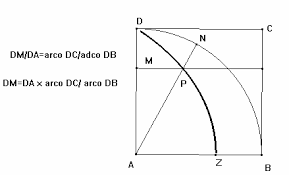 D
C
N
DM/DA=arco DC/adco DB
M
P
DM=DA × arco DC/ arco DB
A
Z
B